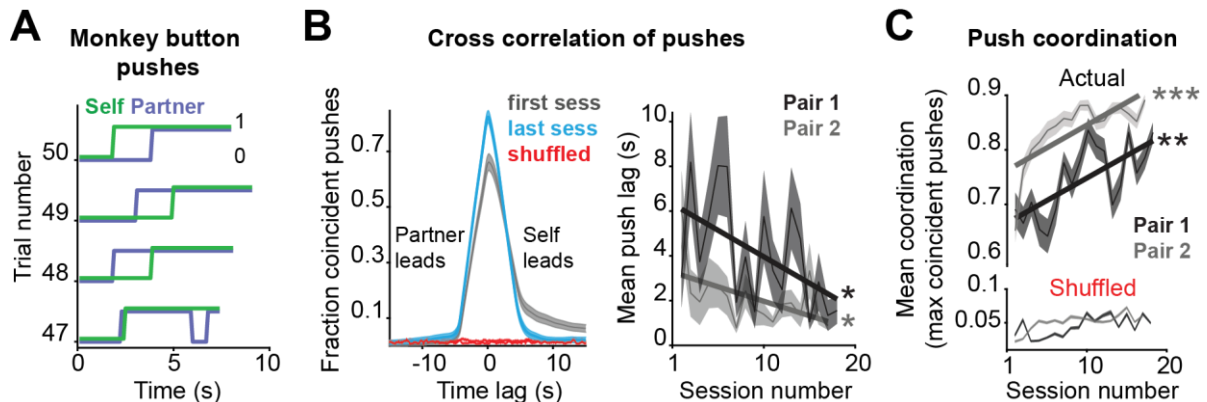 A
Monkey button
pushes
Self Partner
1
0
50
49
48
47
Trial number
0 5 10
Time (s)
B
Cross correlation of pushes
first sess
last sess
shuffled
Partner
leads
Self
leads
0.7
0.5
0.3
0.1
Fraction coincident pushes
-10 0 10
Time lag (s)
Pair 1
Pair 2
10
8
6
4
2
0
Mean push lag (s)
*
*
1 10 20
Session number
C
Push coordination
Actual
***
**
0.9
0.8
0.7
0.6
Pair 1
Pair 2
Shuffled
0.05
Mean coordination
(max coincident pushes)
1 10 20
Session number